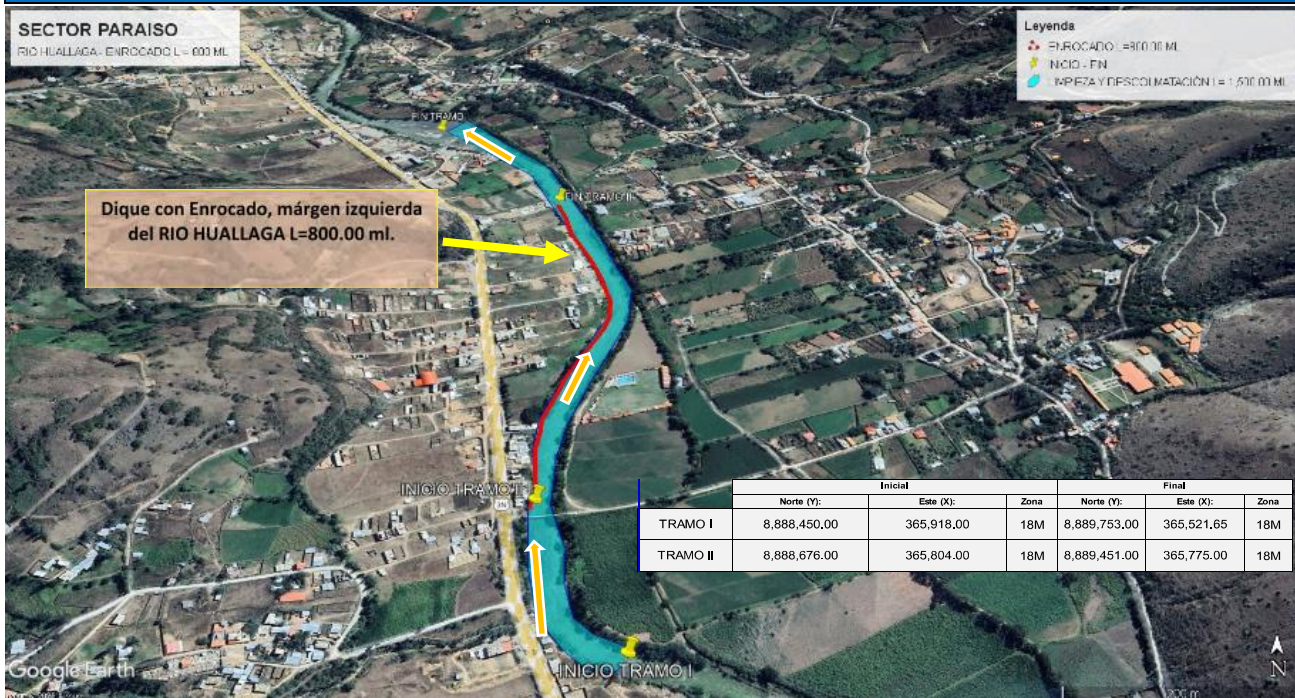 SECTOR PARAISO
RIO HUALLAGA - ENROCADO L = 800 ML
Leyenda
ENROCADO L=800.00 ML
INICIO - FIN
LIMPIEZA Y DESCOLMATACIÓN L= 1,500.00 ML
FIN TRAMO
FIN TRAMO II
Dique con Enrocado, márgen izquierda
del RIO HUALLAGA L=800.00 ml.
INICIO TRAMO
3N
Inicial Final
Norte (Y): Este (X): Zona Norte (Y): Este (X): Zona
TRAMO I 8,888,450.00 365,918.00 18M 8,889,753.00 365,521.65 18M
TRAMO II 8,888,676.00 365,804.00 18M 8,889,451.00 365,775.00 18M
INICIO TRAMO I
Google Earth
N
200 m